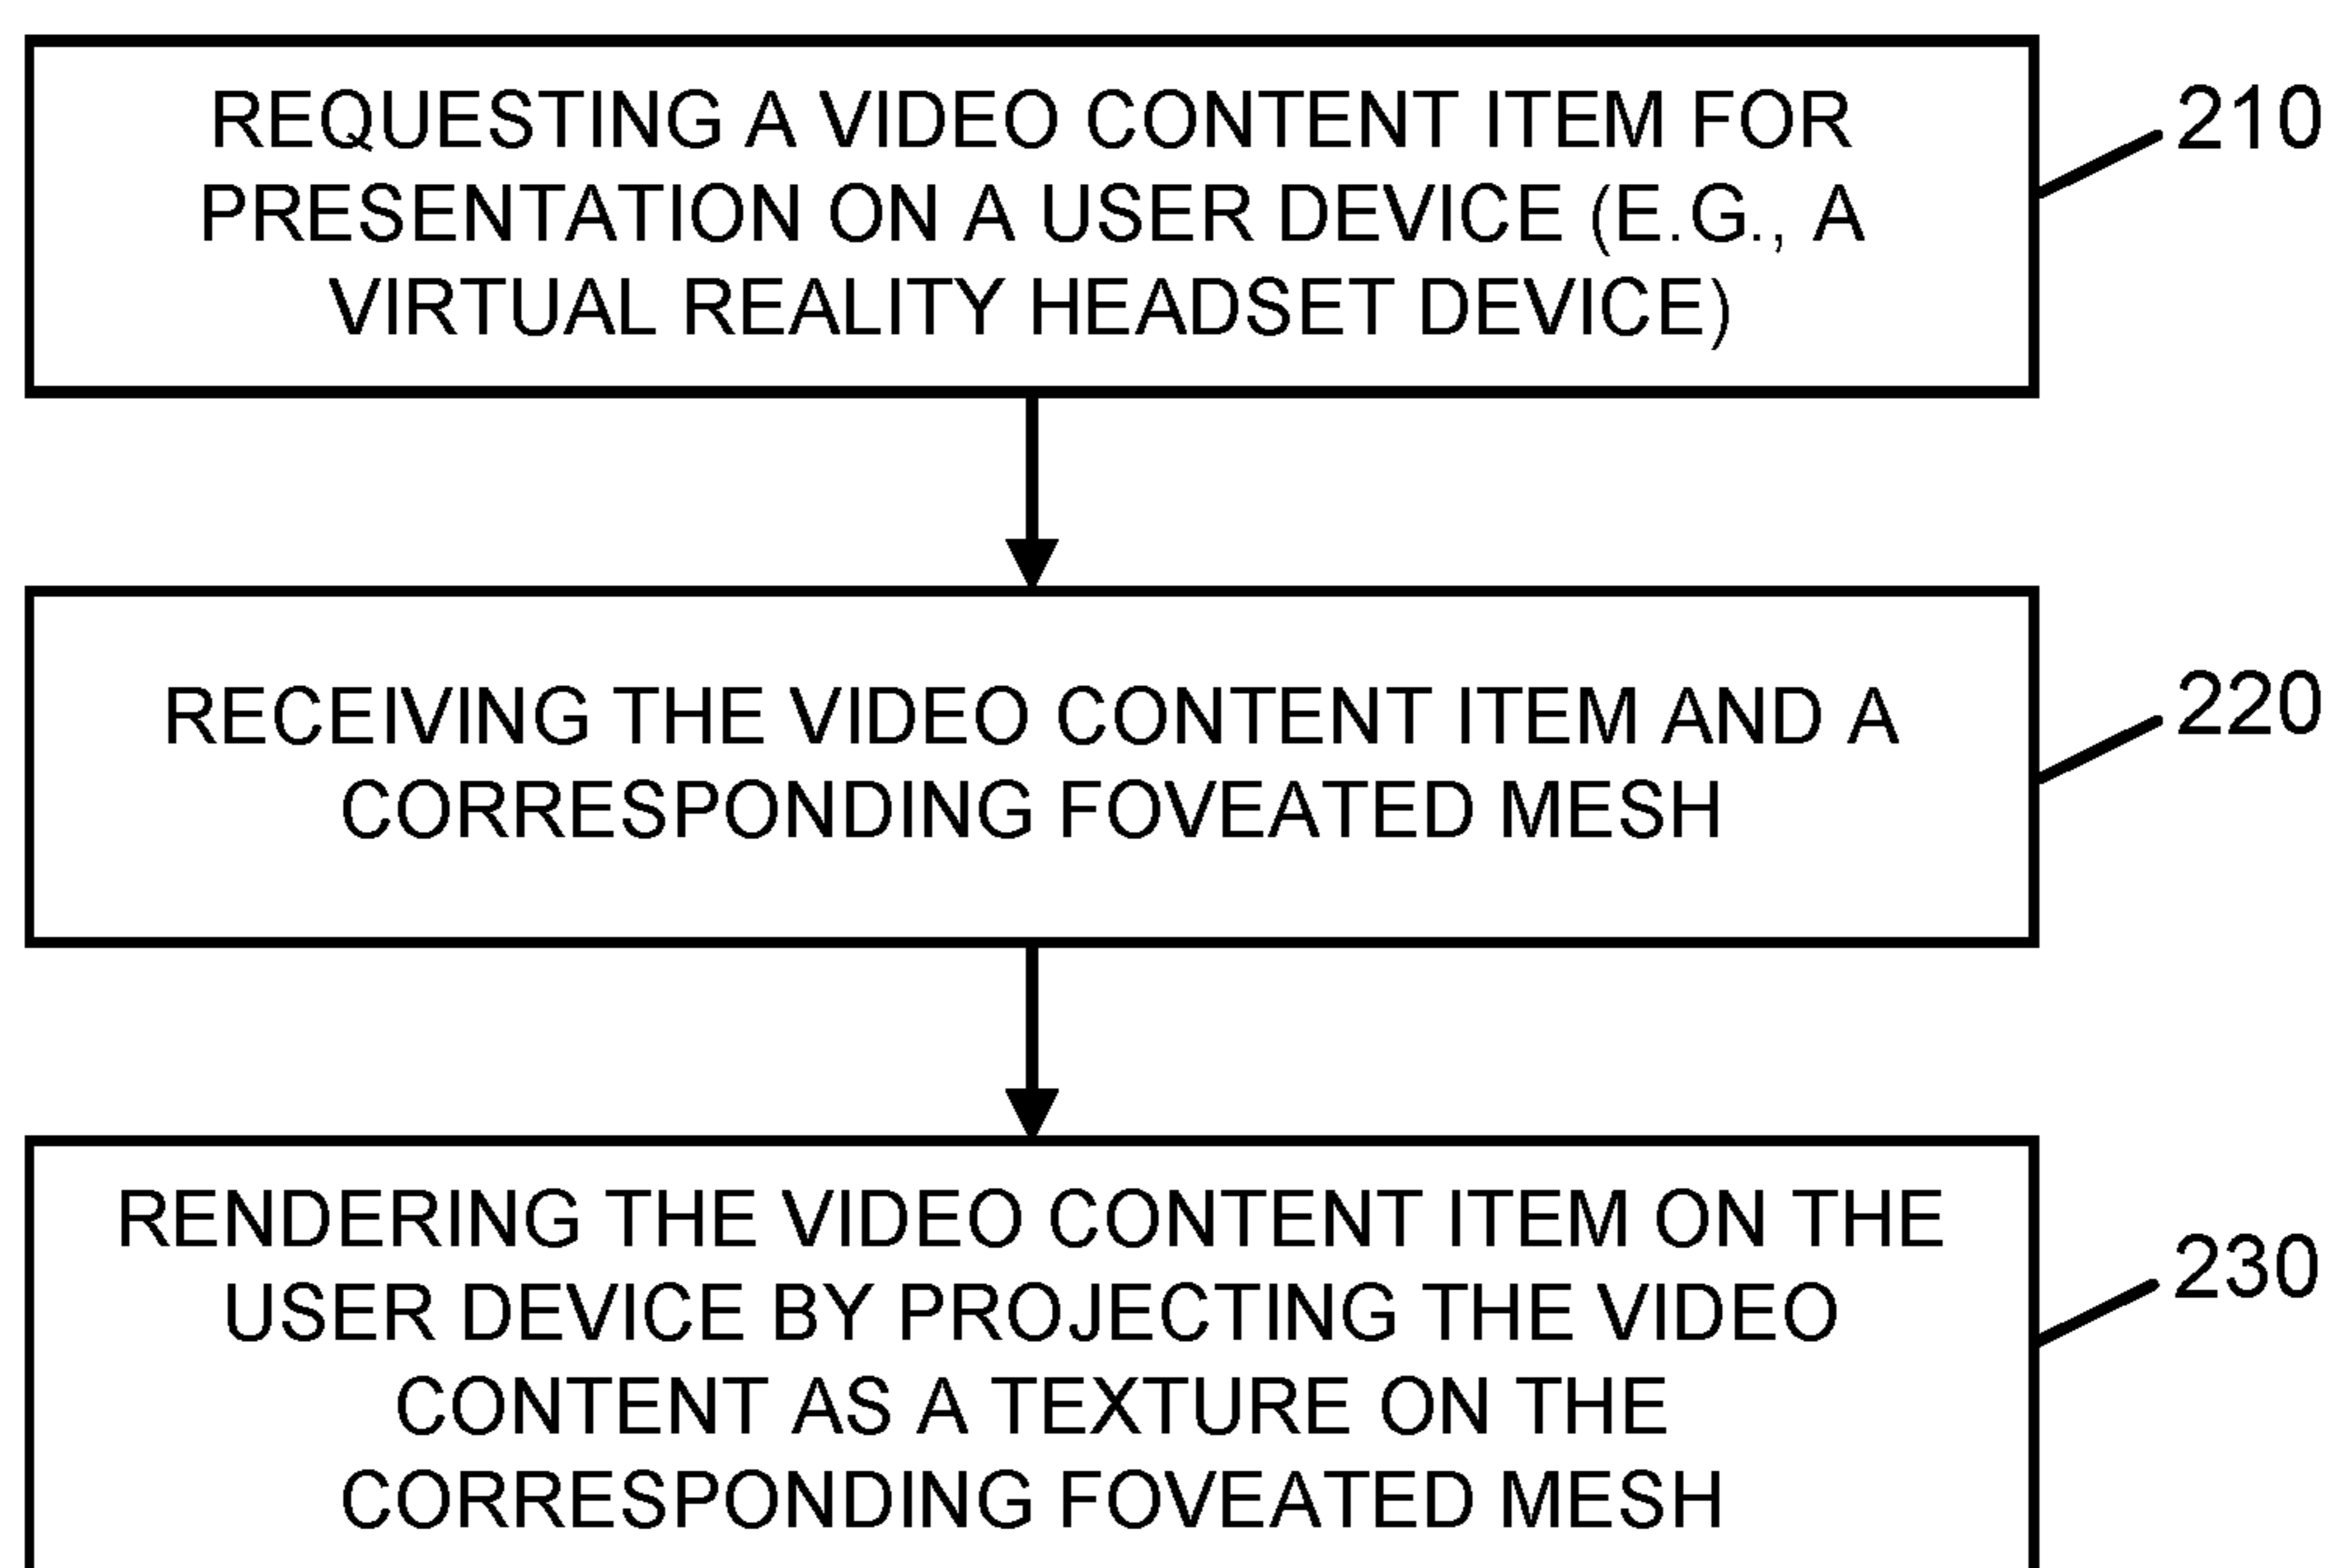 REQUESTING A VIDEO CONTENT ITEM FOR
PRESENTATION ON A USER DEVICE (E.G., A
VIRTUAL REALITY HEADSET DEVICE)
210
RECEIVING THE VIDEO CONTENT ITEM AND A
CORRESPONDING FOVEATED MESH
220
RENDERING THE VIDEO CONTENT ITEM ON THE
USER DEVICE BY PROJECTING THE VIDEO
CONTENT AS A TEXTURE ON THE
CORRESPONDING FOVEATED MESH
230